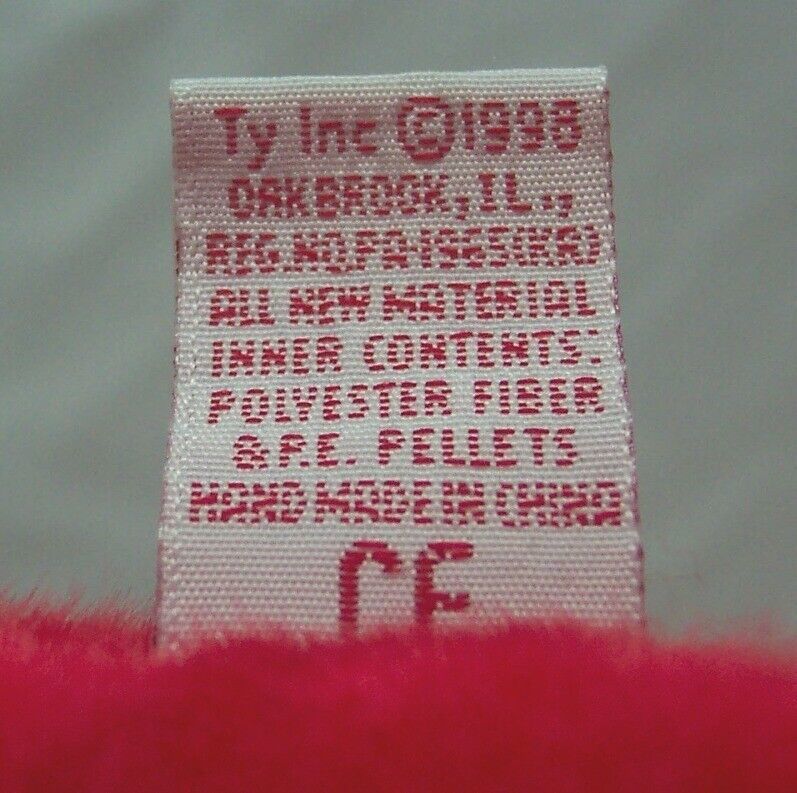 Ty Inc ©1998
OAKBROOK, IL.,
REG.NO.PA-1965(KR)
ALL NEW MATERIAL
INNER CONTENTS:
POLYESTER FIBER
& P.E. PELLETS
HAND MADE IN CHINA
CE